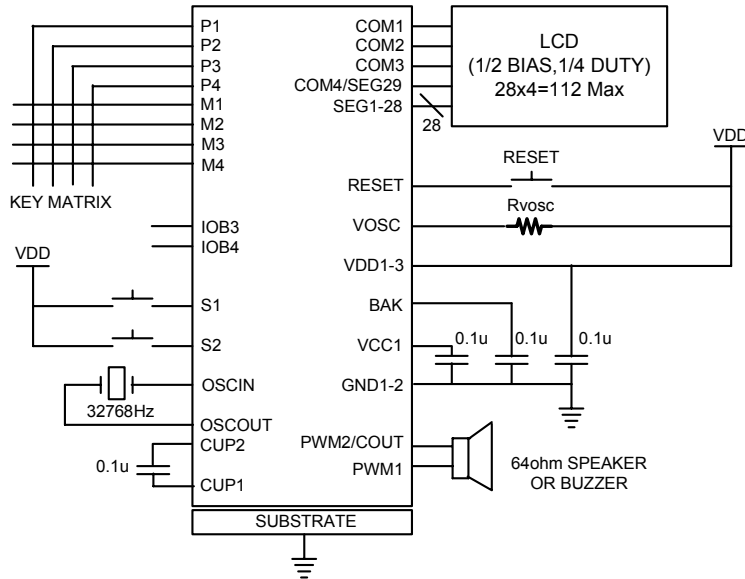 P1
P2
P3
P4
M1
M2
M3
M4
KEY MATRIX
IOB3
IOB4
VDD
S1
S2
OSCIN
32768Hz
OSCOUT
CUP2
0.1u
CUP1
COM1
COM2
COM3
COM4/SEG29
SEG1-28
28
LCD
(1/2 BIAS,1/4 DUTY)
28x4=112 Max
VDD
RESET
RESET
Rvosc
VOSC
VDD1-3
BAK
VCC1
0.1u
0.1u
0.1u
GND1-2
PWM2/COUT
PWM1
64ohm SPEAKER
OR BUZZER
SUBSTRATE